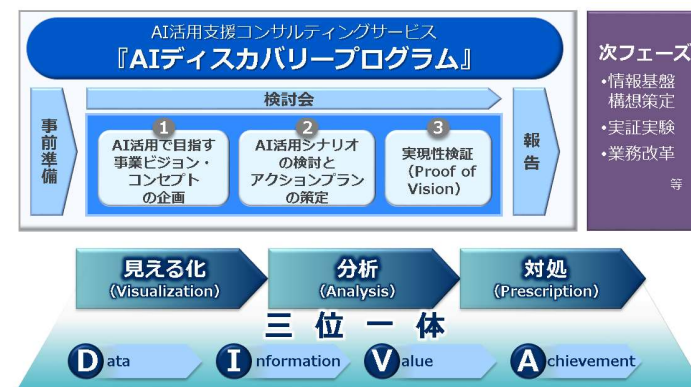 AI活用支援コンサルティングサービス
『AIディスカバリープログラム』
事前準備
検討会
1
AI活用で目指す
事業ビジョン・
コンセプト
の企画
2
AI活用シナリオ
の検討と
アクションプラン
の策定
3
実現性検証
(Proof of
Vision)
報告
次フェーズ
・情報基盤
構想策定
・実証実験
・業務改革
等
見える化
(Visualization)
分析
(Analysis)
対処
(Prescription)
三位一体
Data
Information
Value
Achievement